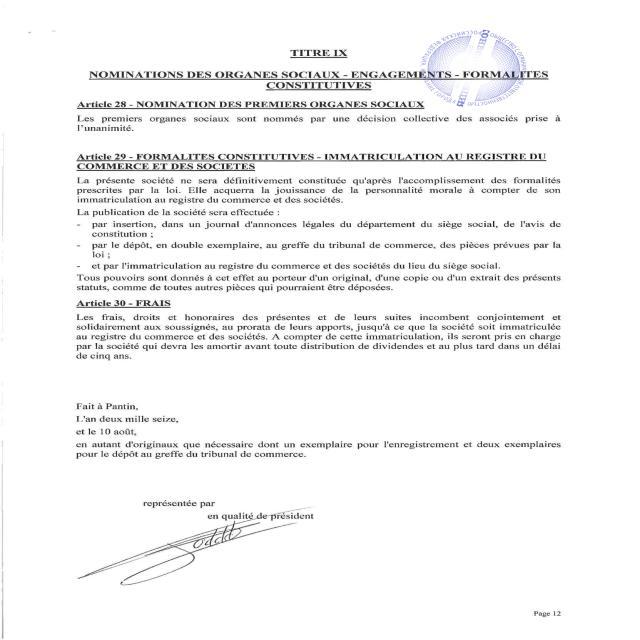 TITRE IX
NOMINATIONS DES ORGANES SOCIAUX - ENGAGEMENTS - FORMALITES
CONSTITUTIVES
Article 28 - NOMINATION DES PREMIERS ORGANES SOCIAUX
Les premiers organes sociaux sont nommés par une décision collective des associés prise à
l'unanimité.
Article 29 - FORMALITES CONSTITUTIVES - IMMATRICULATION AU REGISTRE DU
COMMERCE ET DES SOCIETES
La présente société ne sera définitivement constituée qu'après l'accomplissement des formalités
prescrites par la loi. Elle acquerra la jouissance de la personnalité morale à compter de son
immatriculation au registre du commerce et des sociétés.
La publication de la société sera effectuée :
- par insertion, dans un journal d'annonces légales du département du siège social, de l'avis de
constitution ;
- par le dépôt, en double exemplaire, au greffe du tribunal de commerce, des pièces prévues par la
loi ;
- et par l'immatriculation au registre du commerce et des sociétés du lieu du siège social.
Tous pouvoirs sont donnés à cet effet au porteur d'un original, d'une copie ou d'un extrait des présents
statuts, comme de toutes autres pièces qui pourraient être déposées.
Article 30 - FRAIS
Les frais, droits et honoraires des présentes et de leurs suites incombent conjointement et
solidairement aux soussignés, au prorata de leurs apports, jusqu'à ce que la société soit immatriculée
au registre du commerce et des sociétés. A compter de cette immatriculation, ils seront pris en charge
par la société qui devra les amortir avant toute distribution de dividendes et au plus tard dans un délai
de cinq ans.
Fait à Pantin,
L'an deux mille seize,
et le 10 août,
en autant d'originaux que nécessaire dont un exemplaire pour l'enregistrement et deux exemplaires
pour le dépôt au greffe du tribunal de commerce.
représentée par
en qualité de président
Page 12